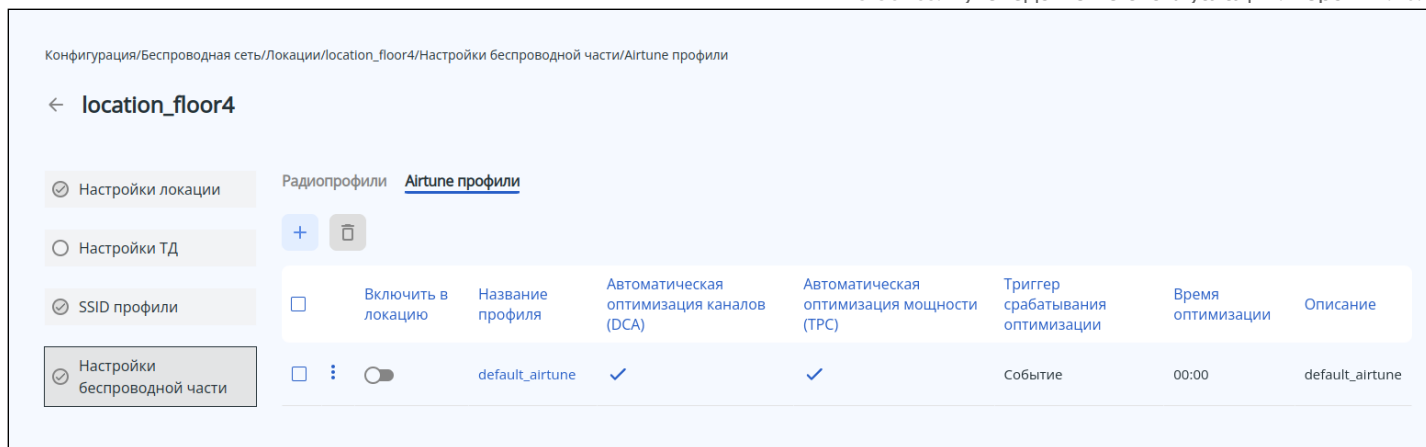 Конфигурация/Беспроводная сеть/Локации/location_floor4/Настройки беспроводной части/Airtune профили
location_floor4
Настройки локации
Настройки ТД
SSID профили
Настройки
беспроводной части
Радиопрофили Airtune профили
Включить в
локацию
Название
профиля
Автоматическая
оптимизация каналов
(DCA)
Автоматическая
оптимизация мощности
(TPC)
Триггер
срабатывания
оптимизации
Время
оптимизации
Описание
default_airtune Событие 00:00 default_airtune